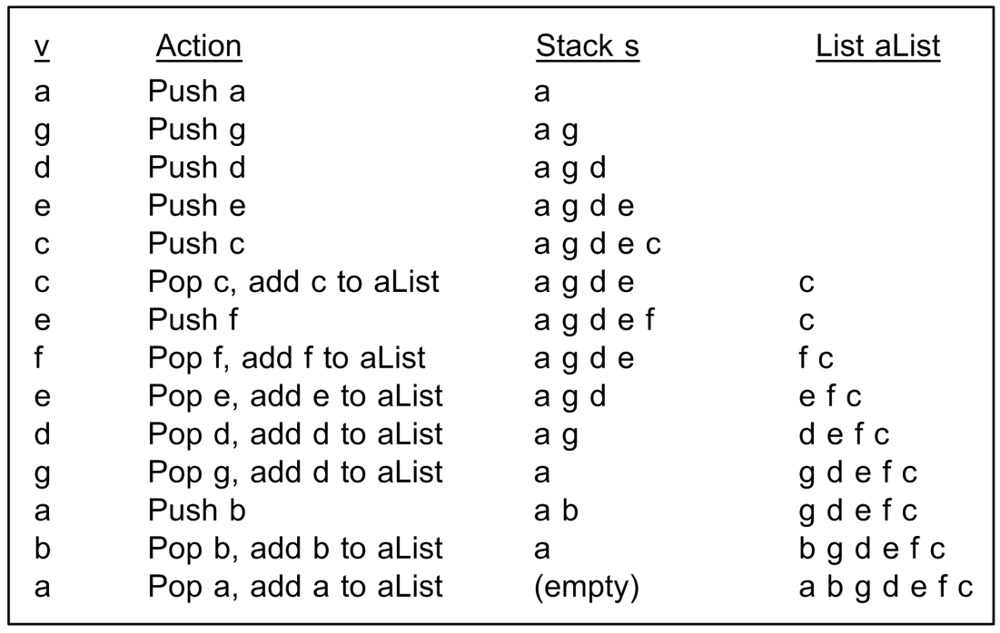 v Action Stack s List aList
a Push a a
g Push g a g
d Push d a g d
e Push e a g d e
c Push c a g d e c
c Pop c, add c to aList a g d e c
e Push f a g d e f c
f Pop f, add f to aList a g d e f c
e Pop e, add e to aList a g d e f c
d Pop d, add d to aList a g d e f c
g Pop g, add d to aList a g d e f c
a Push b a b g d e f c
b Pop b, add b to aList a b g d e f c
a Pop a, add a to aList (empty) a b g d e f c